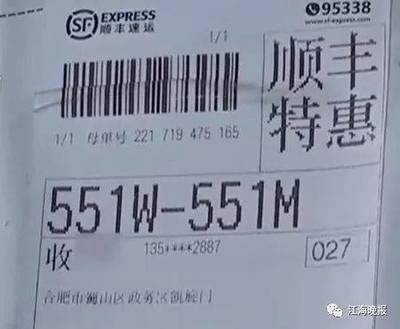 SF EXPRESS
顺丰速运
95338
www.sf-express.com
1/1
顺丰
特惠
1/1 母单号 221 719 475 165
551W-551M
收 135****2887
027
合肥市蜀山区政务区凯旋门
江海晚报